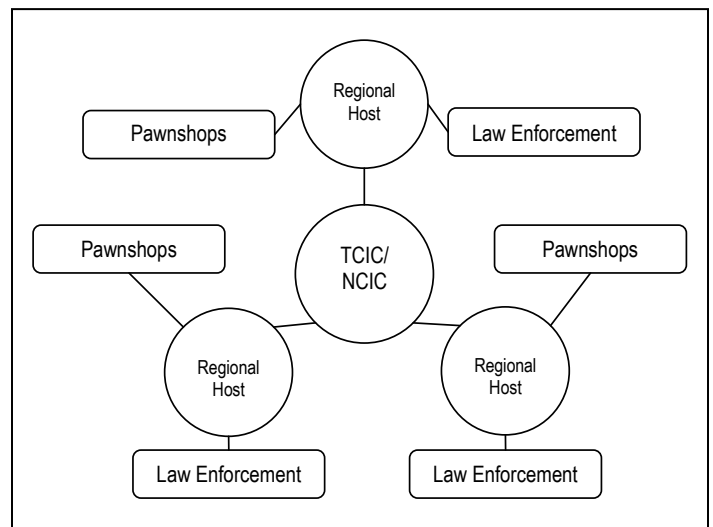 Regional
Host
Pawnshops
Law Enforcement
Pawnshops
TCIC/
NCIC
Pawnshops
Regional
Host
Regional
Host
Law Enforcement
Law Enforcement